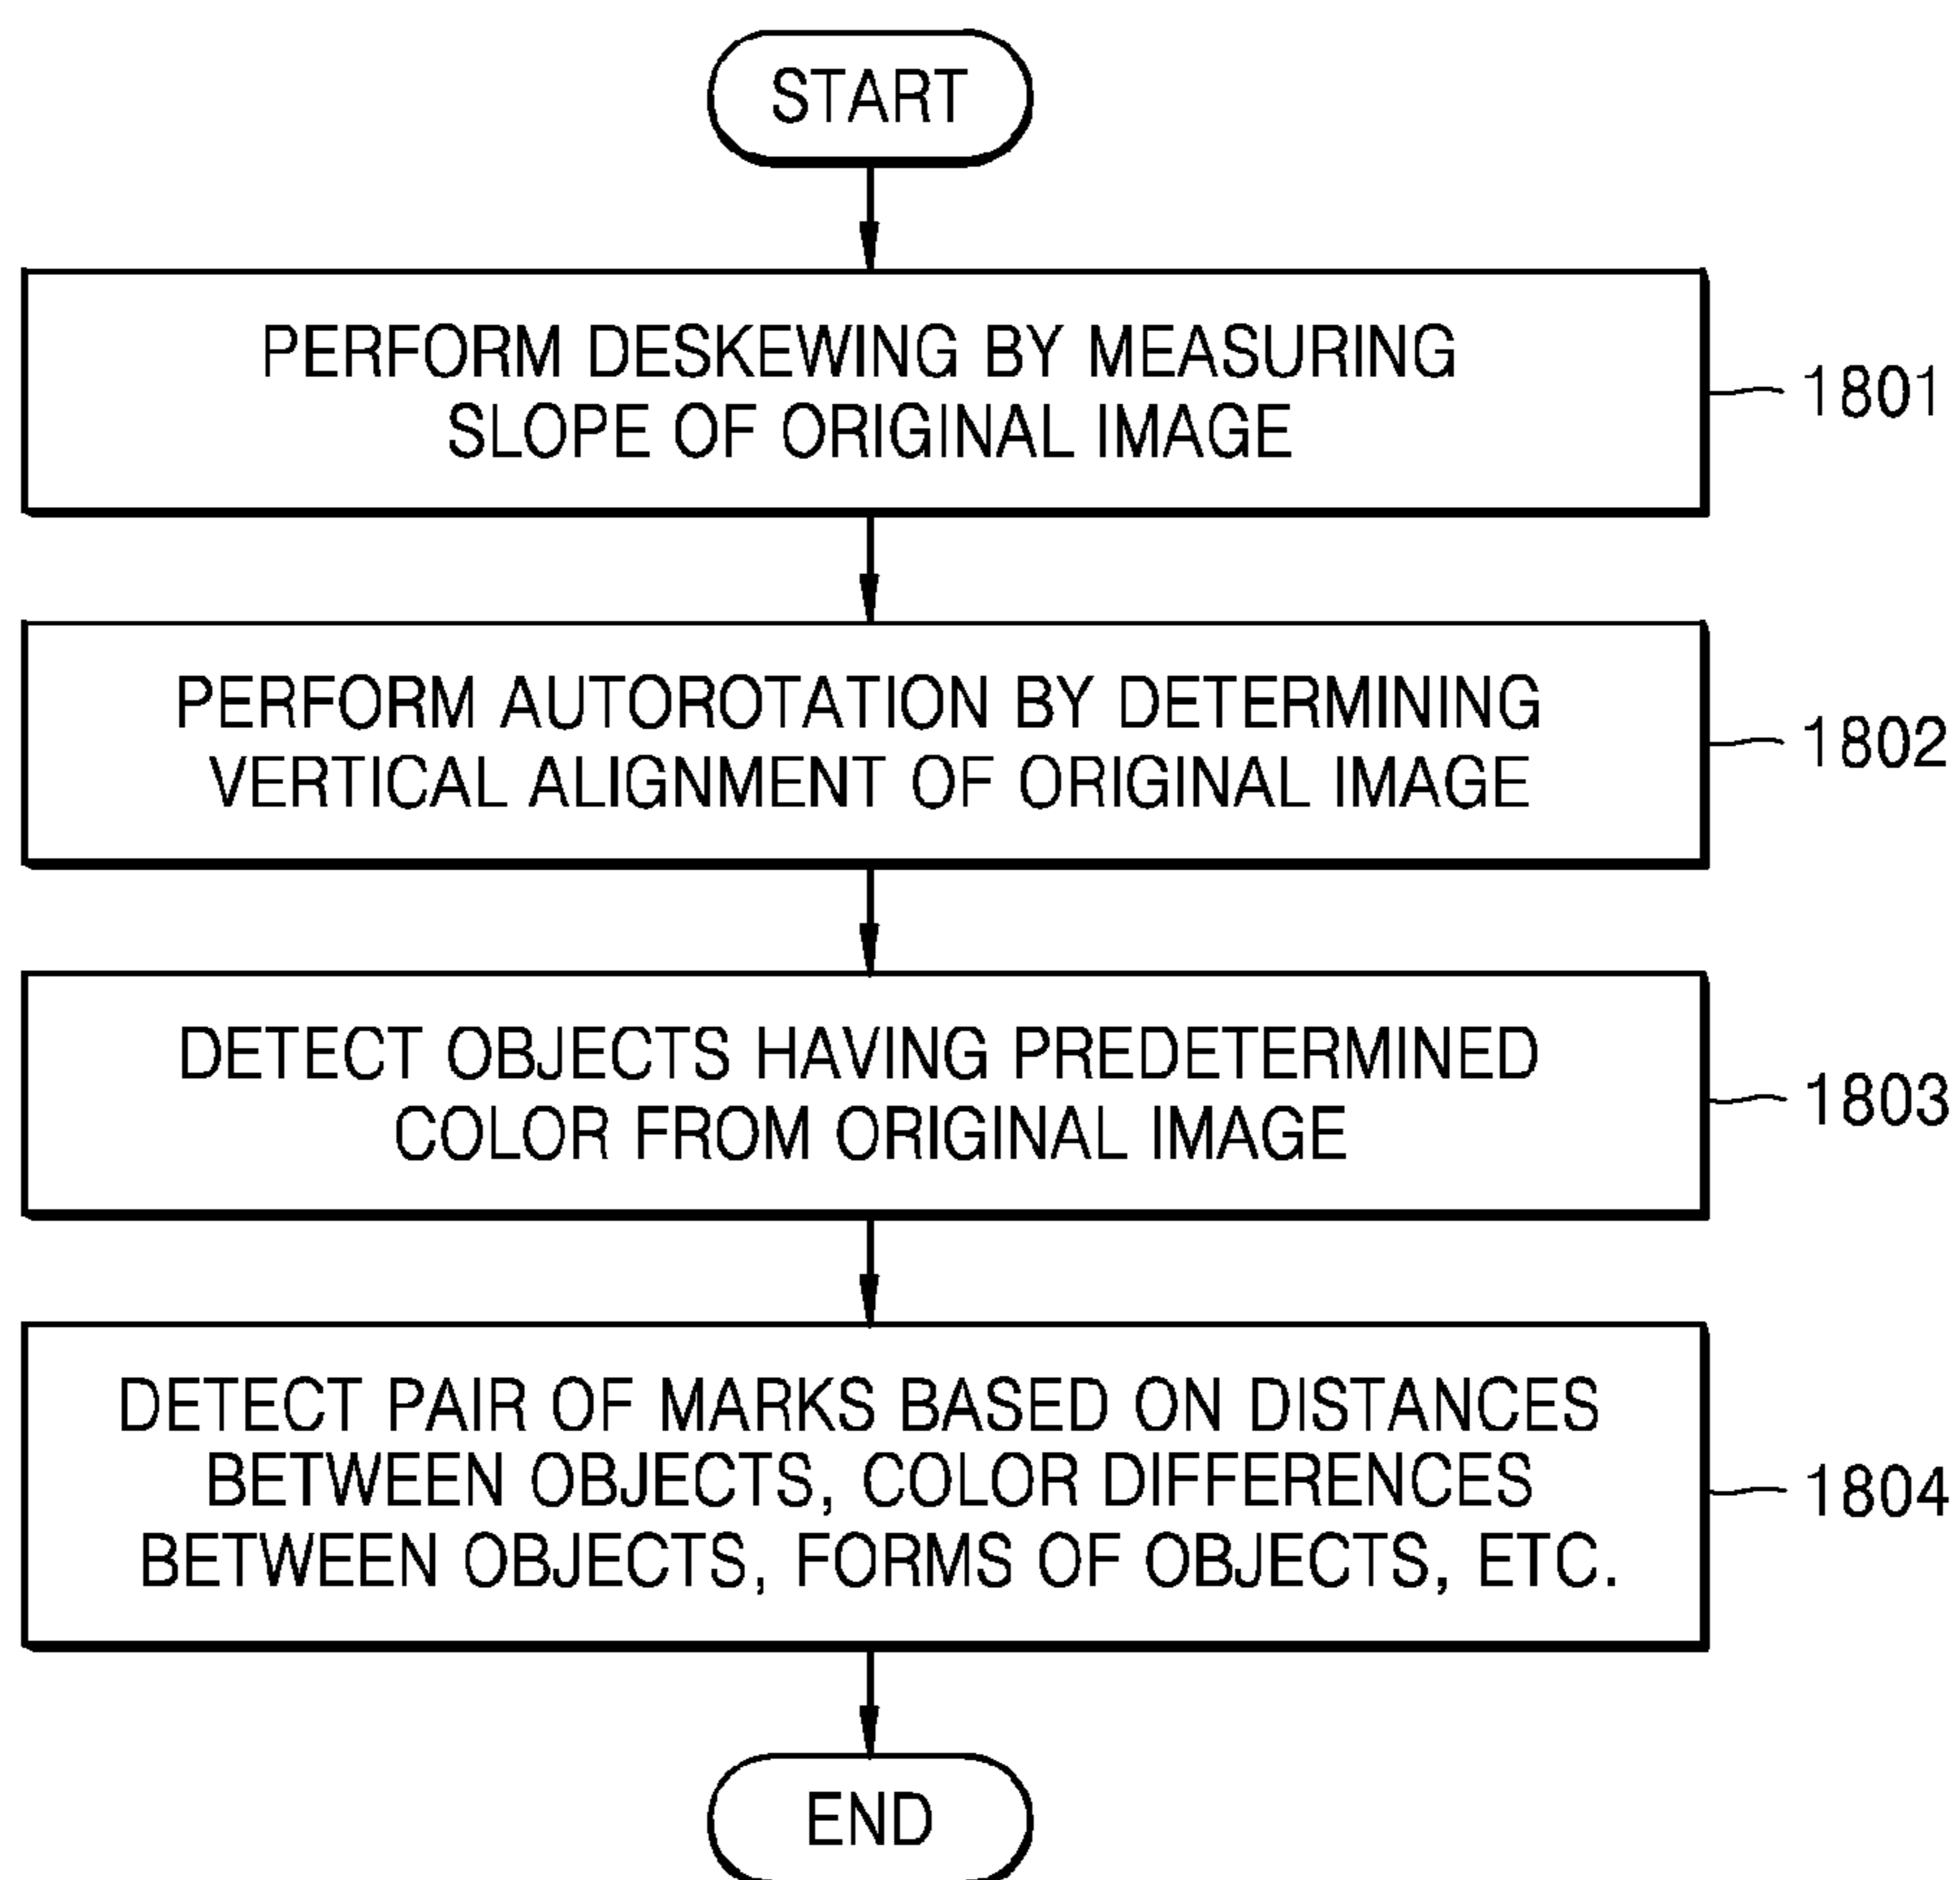 START
PERFORM DESKEWING BY MEASURING
SLOPE OF ORIGINAL IMAGE
1801
PERFORM AUTOROTATION BY DETERMINING
VERTICAL ALIGNMENT OF ORIGINAL IMAGE
1802
DETECT OBJECTS HAVING PREDETERMINED
COLOR FROM ORIGINAL IMAGE
1803
DETECT PAIR OF MARKS BASED ON DISTANCES
BETWEEN OBJECTS, COLOR DIFFERENCES
BETWEEN OBJECTS, FORMS OF OBJECTS, ETC.
1804
END